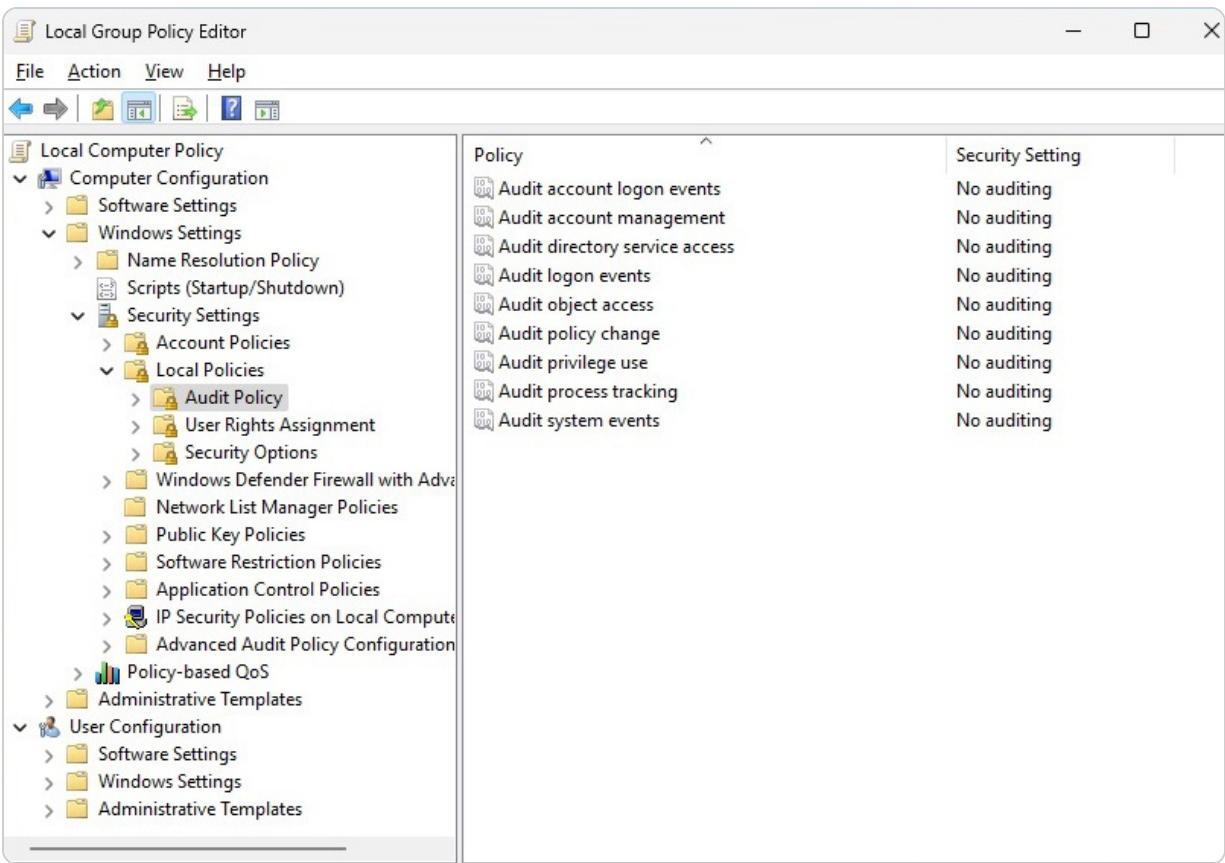 Local Group Policy Editor
File Action View Help
Local Computer Policy
Computer Configuration
Software Settings
Windows Settings
Name Resolution Policy
Scripts (Startup/Shutdown)
Security Settings
Account Policies
Local Policies
Audit Policy
User Rights Assignment
Security Options
Windows Defender Firewall with Adva
Network List Manager Policies
Public Key Policies
Software Restriction Policies
Application Control Policies
IP Security Policies on Local Compute
Advanced Audit Policy Configuration
Policy-based QoS
Administrative Templates
User Configuration
Software Settings
Windows Settings
Administrative Templates
Policy Security Setting
Audit account logon events No auditing
Audit account management No auditing
Audit directory service access No auditing
Audit logon events No auditing
Audit object access No auditing
Audit policy change No auditing
Audit privilege use No auditing
Audit process tracking No auditing
Audit system events No auditing